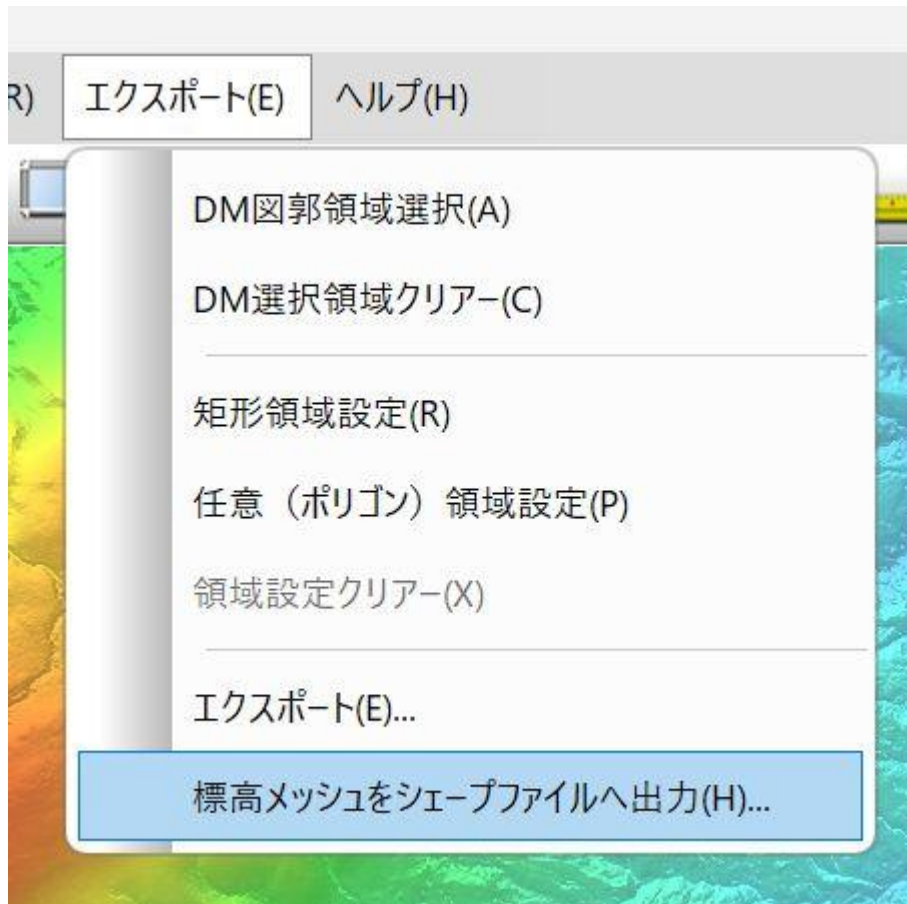 R) エクスポート(E) ヘルプ(H)
DM図郭領域選択(A)
DM選択領域クリアー(C)
矩形領域設定(R)
任意（ポリゴン）領域設定(P)
領域設定クリアー(X)
エクスポート(E)...
標高メッシュをシェープファイルへ出力(H)...